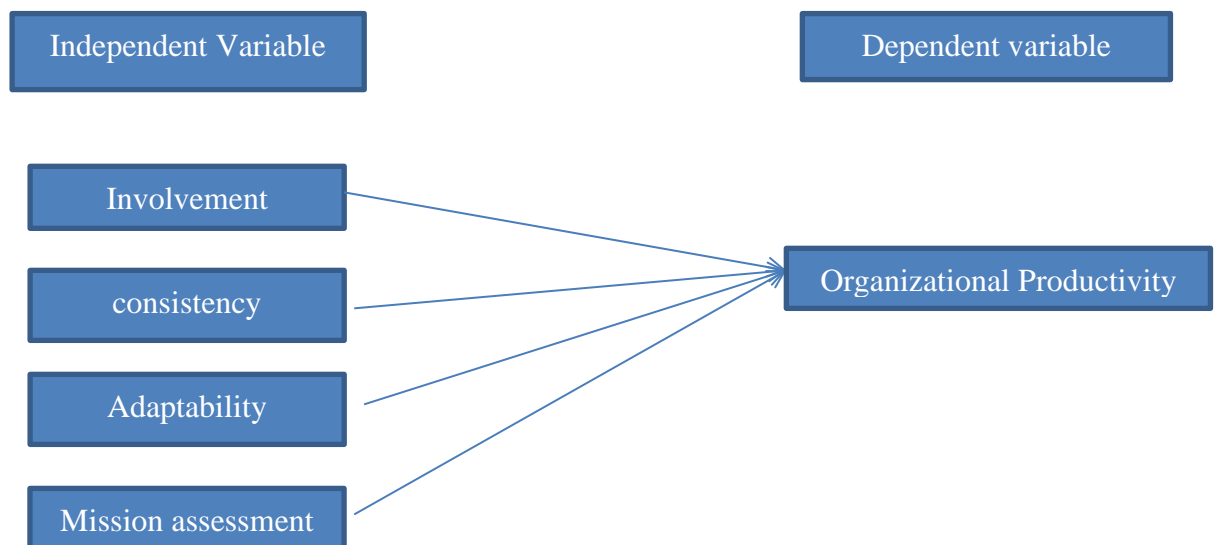 Independent Variable
Dependent variable
Involvement
consistency
Adaptability
Mission assessment
Organizational Productivity